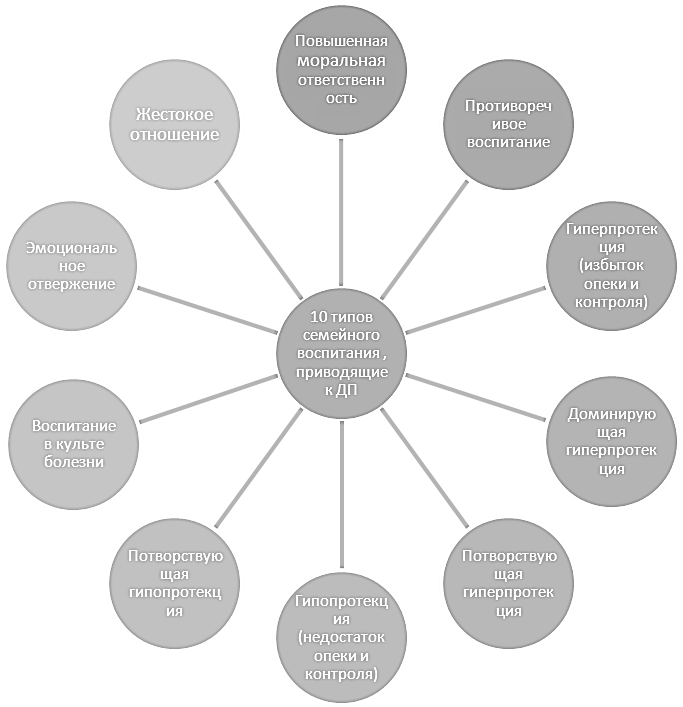 Повышенная
моральная
ответственн
ость
Противореч
ивое
воспитание
Гиперпротек
ция
(избыток
опеки и
контроля)
Доминирую
щая
гиперпротек
ция
Потворствую
щая
гиперпротек
ция
Гипопротекц
ия
(недостаток
опеки и
контроля)
Потворствую
щая
гипопротекц
ия
Воспитание
в культе
болезни
Эмоциональ
ное
отвержение
Жестокое
отношение
10 типов
семейного
воспитания ,
приводящие
к ДП